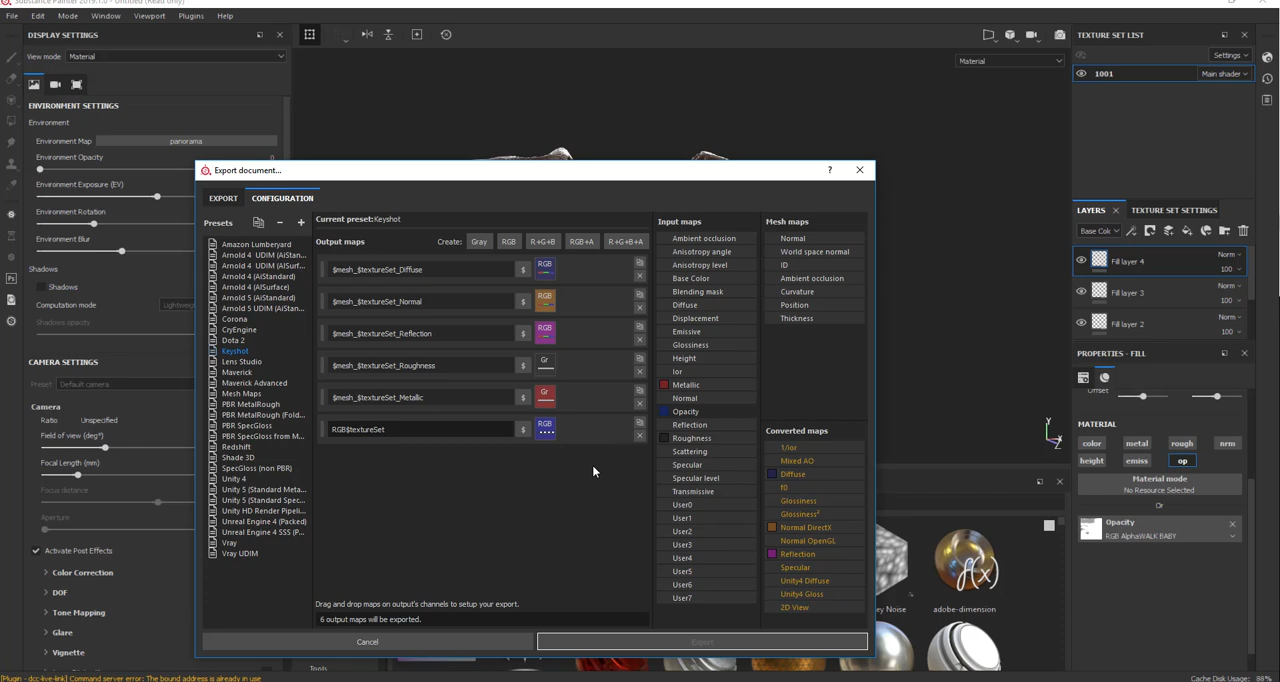 Substance Painter 2019.1.0 - Untitled (Read only)
File Edit Mode Window Viewport Plugins Help
DISPLAY SETTINGS
View mode: Material
ENVIRONMENT SETTINGS
Environment
Environment Map panorama
Environment Opacity 0
Environment Exposure (EV)
Environment Rotation
Environment Blur
Shadows
Shadows
Computation mode Lightweight
Shadows opacity
CAMERA SETTINGS
Preset: Default camera
Camera
Ratio Unspecified
Field of view (deg°)
Focal Length (mm)
Focus distance
Aperture
Activate Post Effects
Color Correction
DOF
Tone Mapping
Glare
Vignette
Export document...
?
EXPORT CONFIGURATION
Presets
Amazon Lumberyard
Arnold 4 UDIM (AiStan...
Arnold 4 UDIM (AlSurf...
Arnold 4 (AiStandard)
Arnold 4 (AlSurface)
Arnold 5 (AiStandard)
Arnold 5 UDIM (AiStan...
Corona
CryEngine
Dota 2
Keyshot
Lens Studio
Maverick
Maverick Advanced
Mesh Maps
PBR MetalRough
PBR MetalRough (Fold...
PBR SpecGloss
PBR SpecGloss from M...
Redshift
Shade 3D
SpecGloss (non PBR)
Unity 4
Unity 5 (Standard Meta...
Unity 5 (Standard Spec...
Unity HD Render Pipeli...
Unreal Engine 4 (Packed)
Unreal Engine 4 SSS (P...
Vray
Vray UDIM
Current preset:Keyshot
Output maps Create: Gray RGB R+G+B RGB+A R+G+B+A
$mesh_$textureSet_Diffuse $ RGB
$mesh_$textureSet_Normal $ RGB
$mesh_$textureSet_Reflection $ RGB
$mesh_$textureSet_Roughness $ Gr
$mesh_$textureSet_Metallic $ Gr
RGB$textureSet $ RGB
Drag and drop maps on output's channels to setup your export.
6 output maps will be exported.
Input maps
Ambient occlusion
Anisotropy angle
Anisotropy level
Base Color
Blending mask
Diffuse
Displacement
Emissive
Glossiness
Height
Ior
Metallic
Normal
Opacity
Reflection
Roughness
Scattering
Specular
Specular level
Transmissive
User0
User1
User2
User3
User4
User5
User6
User7
Mesh maps
Normal
World space normal
ID
Ambient occlusion
Curvature
Position
Thickness
Converted maps
1/ior
Mixed AO
Diffuse
f0
Glossiness
Glossiness²
Normal DirectX
Normal OpenGL
Reflection
Specular
Unity4 Diffuse
Unity4 Gloss
2D View
Cancel Export
Material
Y
Z
ey Noise
adobe-dimension
f(x)
Tools
TEXTURE SET LIST
Settings
1001 Main shader
LAYERS TEXTURE SET SETTINGS
Base Col
Fill layer 4 Norm 100
Fill layer 3 Norm 100
Fill layer 2 Norm 100
PROPERTIES - FILL
MATERIAL
color metal rough nrm
height emiss op
Material mode
No Resource Selected
Or
Opacity
RGB AlphaWALK BABY
[Plugin - dcc-live-link] Command server error: The bound address is already in use
Cache Disk Usage: 88%